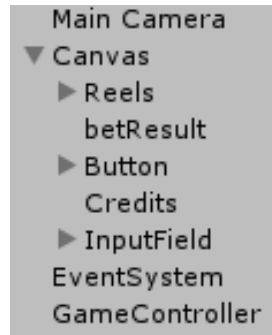 Main Camera
Canvas
Reels
betResult
Button
Credits
InputField
EventSystem
GameController